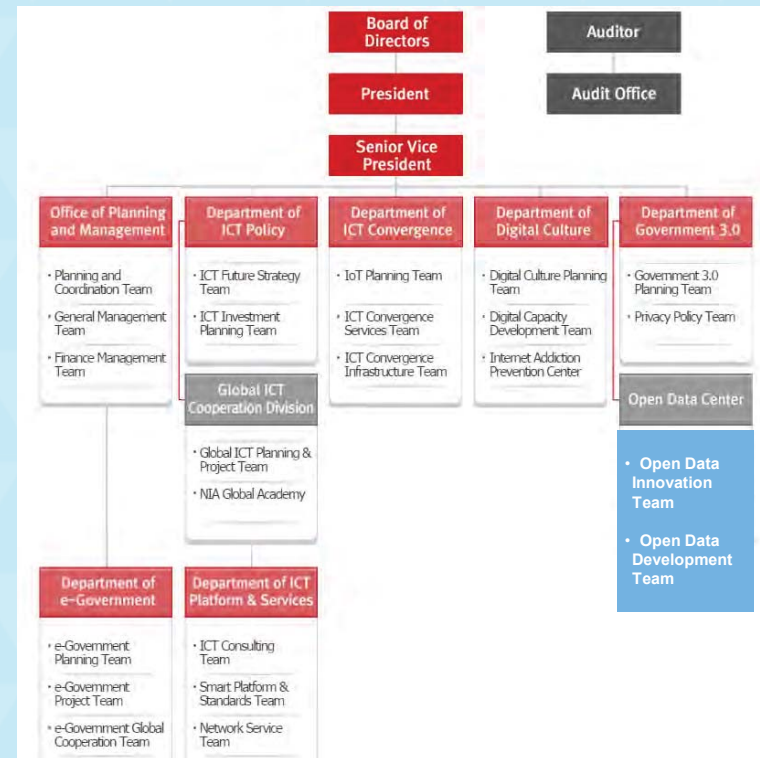 Board of
Directors
Auditor
President
Audit Office
Senior Vice
President
Office of Planning
and Management
· Planning and
Coordination Team
· General Management
Team
· Finance Management
Team
Department of
ICT Policy
· ICT Future Strategy
Team
· ICT Investment
Planning Team
Global ICT
Cooperation Division
· Global ICT Planning &
Project Team
· NIA Global Academy
Department of
ICT Convergence
· IoT Planning Team
· ICT Convergence
Services Team
· ICT Convergence
Infrastructure Team
Department of
Digital Culture
· Digital Culture Planning
Team
· Digital Capacity
Development Team
· Internet Addiction
Prevention Center
Department of
Government 3.0
· Government 3.0
Planning Team
· Privacy Policy Team
Open Data Center
• Open Data
Innovation
Team
• Open Data
Development
Team
Department of
e-Government
· e-Government
Planning Team
· e-Government
Project Team
· e-Government Global
Cooperation Team
Department of ICT
Platform & Services
· ICT Consulting
Team
· Smart Platform &
Standards Team
· Network Service
Team